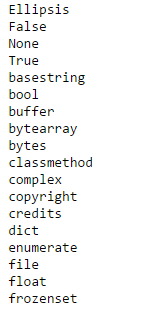 Ellipsis
False
None
True
basestring
bool
buffer
bytearray
bytes
classmethod
complex
copyright
credits
dict
enumerate
file
float
frozenset